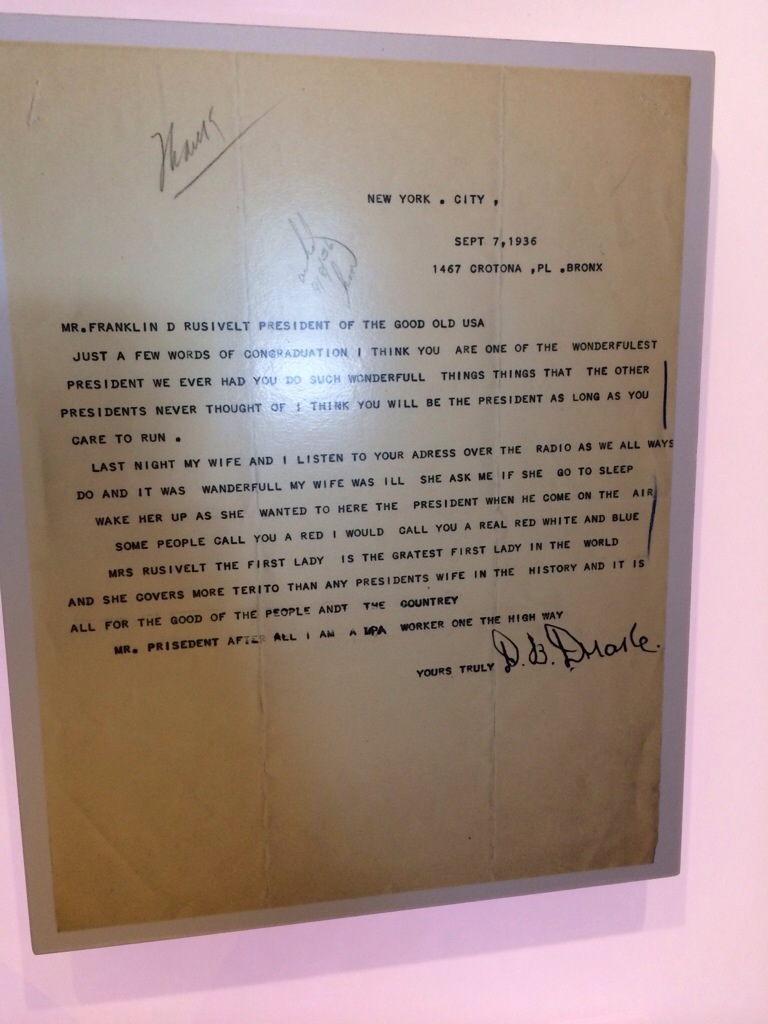 Thank
NEW YORK . CITY ,
SEPT 7,1936
1467 CROTONA ,PL .BRONX
9/8/36
MR.FRANKLIN D RUSIVELT PRESIDENT OF THE GOOD OLD USA
JUST A FEW WORDS OF CONGRADUATION I THINK YOU ARE ONE OF THE WONDERFULEST
PRESIDENT WE EVER HAD YOU DO SUCH WONDERFULL THINGS THINGS THAT THE OTHER
PRESIDENTS NEVER THOUGHT OF I THINK YOU WILL BE THE PRESIDENT AS LONG AS YOU
CARE TO RUN .
LAST NIGHT MY WIFE AND I LISTEN TO YOUR ADRESS OVER THE RADIO AS WE ALL WAYS
DO AND IT WAS WANDERFULL MY WIFE WAS ILL SHE ASK ME IF SHE GO TO SLEEP
WAKE HER UP AS SHE WANTED TO HERE THE PRESIDENT WHEN HE COME ON THE AIR
SOME PEOPLE CALL YOU A RED I WOULD CALL YOU A REAL RED WHITE AND BLUE
MRS RUSIVELT THE FIRST LADY IS THE GRATEST FIRST LADY IN THE WORLD
AND SHE COVERS MORE TERITO THAN ANY PRESIDENTS WIFE IN THE HISTORY AND IT IS
ALL FOR THE GOOD OF THE PEOPLE ANDT THE COUNTREY
MR. PRISEDENT AFTER ALL I AM A WPA WORKER ONE THE HIGH WAY
YOURS TRULY D.B.Drake.